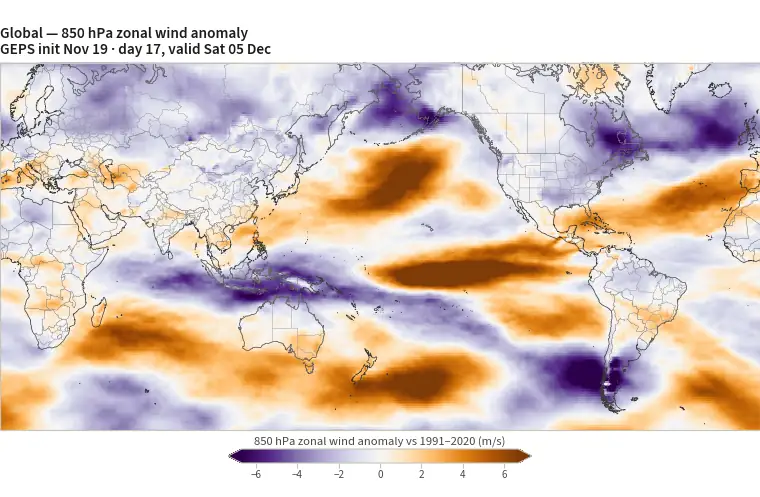 Global — 850 hPa zonal wind anomaly
GEPS init Nov 19 · day 17, valid Sat 05 Dec
850 hPa zonal wind anomaly vs 1991–2020 (m/s)
−6 −4 −2 0 2 4 6